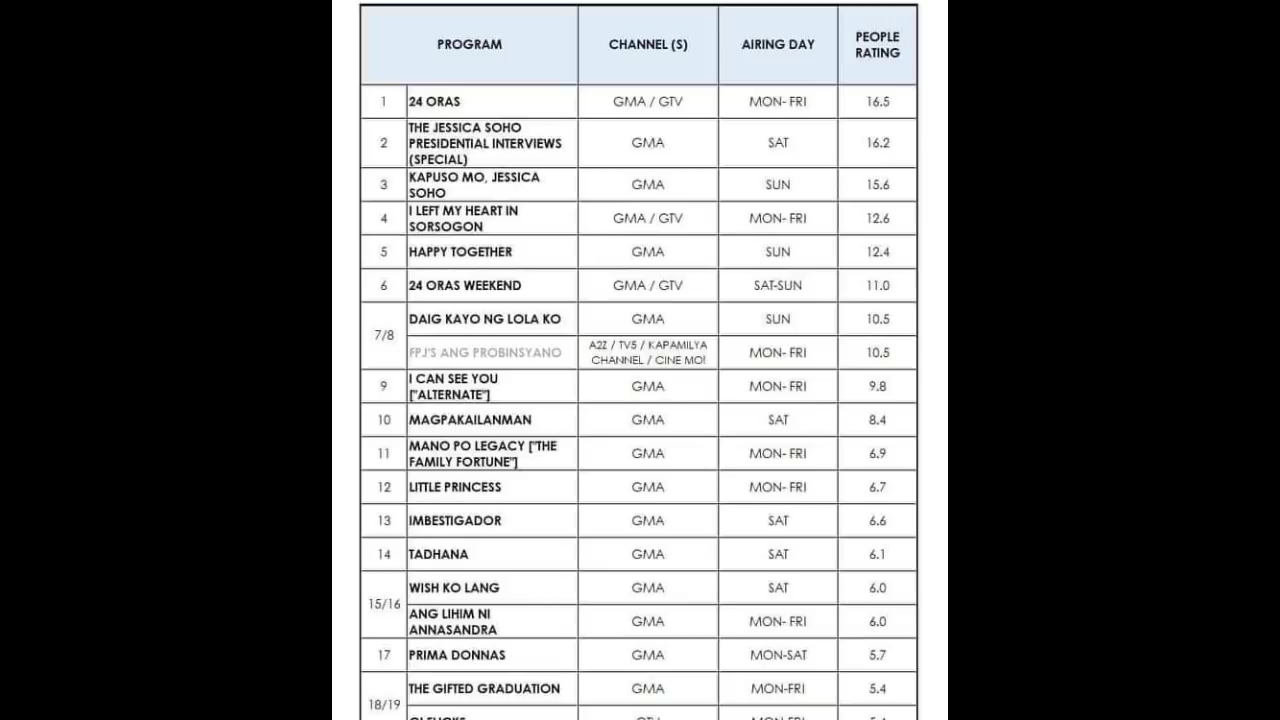 PROGRAM CHANNEL (S) AIRING DAY PEOPLE RATING
1 24 ORAS GMA / GTV MON- FRI 16.5
2 THE JESSICA SOHO
PRESIDENTIAL INTERVIEWS
(SPECIAL) GMA SAT 16.2
3 KAPUSO MO, JESSICA
SOHO GMA SUN 15.6
4 I LEFT MY HEART IN
SORSOGON GMA / GTV MON- FRI 12.6
5 HAPPY TOGETHER GMA SUN 12.4
6 24 ORAS WEEKEND GMA / GTV SAT-SUN 11.0
7/8 DAIG KAYO NG LOLA KO GMA SUN 10.5
FPJ'S ANG PROBINSYANO A2Z / TV5 / KAPAMILYA
CHANNEL / CINE MO! MON- FRI 10.5
9 I CAN SEE YOU
["ALTERNATE"] GMA MON- FRI 9.8
10 MAGPAKAILANMAN GMA SAT 8.4
11 MANO PO LEGACY ["THE
FAMILY FORTUNE"] GMA MON- FRI 6.9
12 LITTLE PRINCESS GMA MON- FRI 6.7
13 IMBESTIGADOR GMA SAT 6.6
14 TADHANA GMA SAT 6.1
15/16 WISH KO LANG GMA SAT 6.0
ANG LIHIM NI
ANNASANDRA GMA MON- FRI 6.0
17 PRIMA DONNAS GMA MON-SAT 5.7
18/19 THE GIFTED GRADUATION GMA MON-FRI 5.4